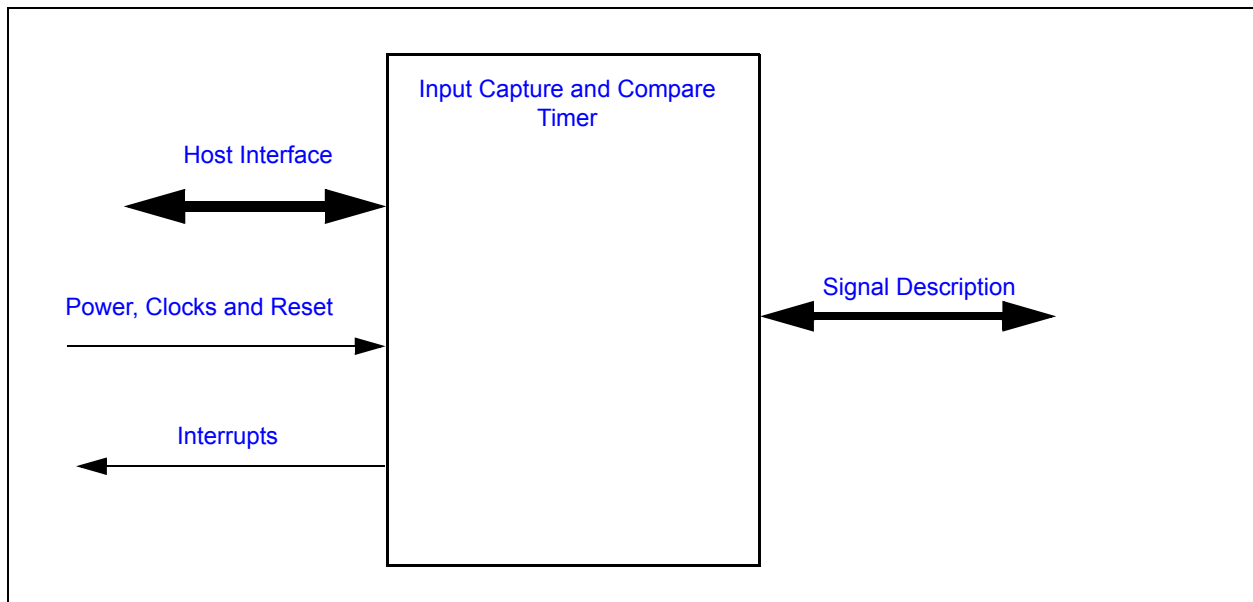 Input Capture and Compare
Timer
Host Interface
Signal Description
Power, Clocks and Reset
Interrupts